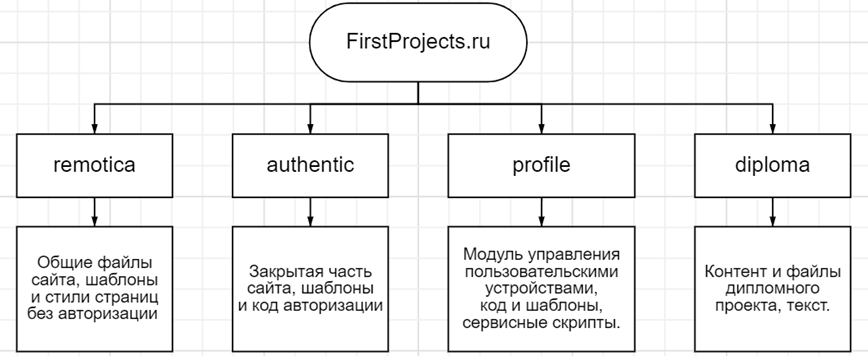 FirstProjects.ru
remotica
authentic
profile
diploma
Общие файлы
сайта, шаблоны
и стили страниц
без авторизации
Закрытая часть
сайта, шаблоны
и код авторизации
Модуль управления
пользовательскими
устройствами,
код и шаблоны,
сервисные скрипты.
Контент и файлы
дипломного
проекта, текст.